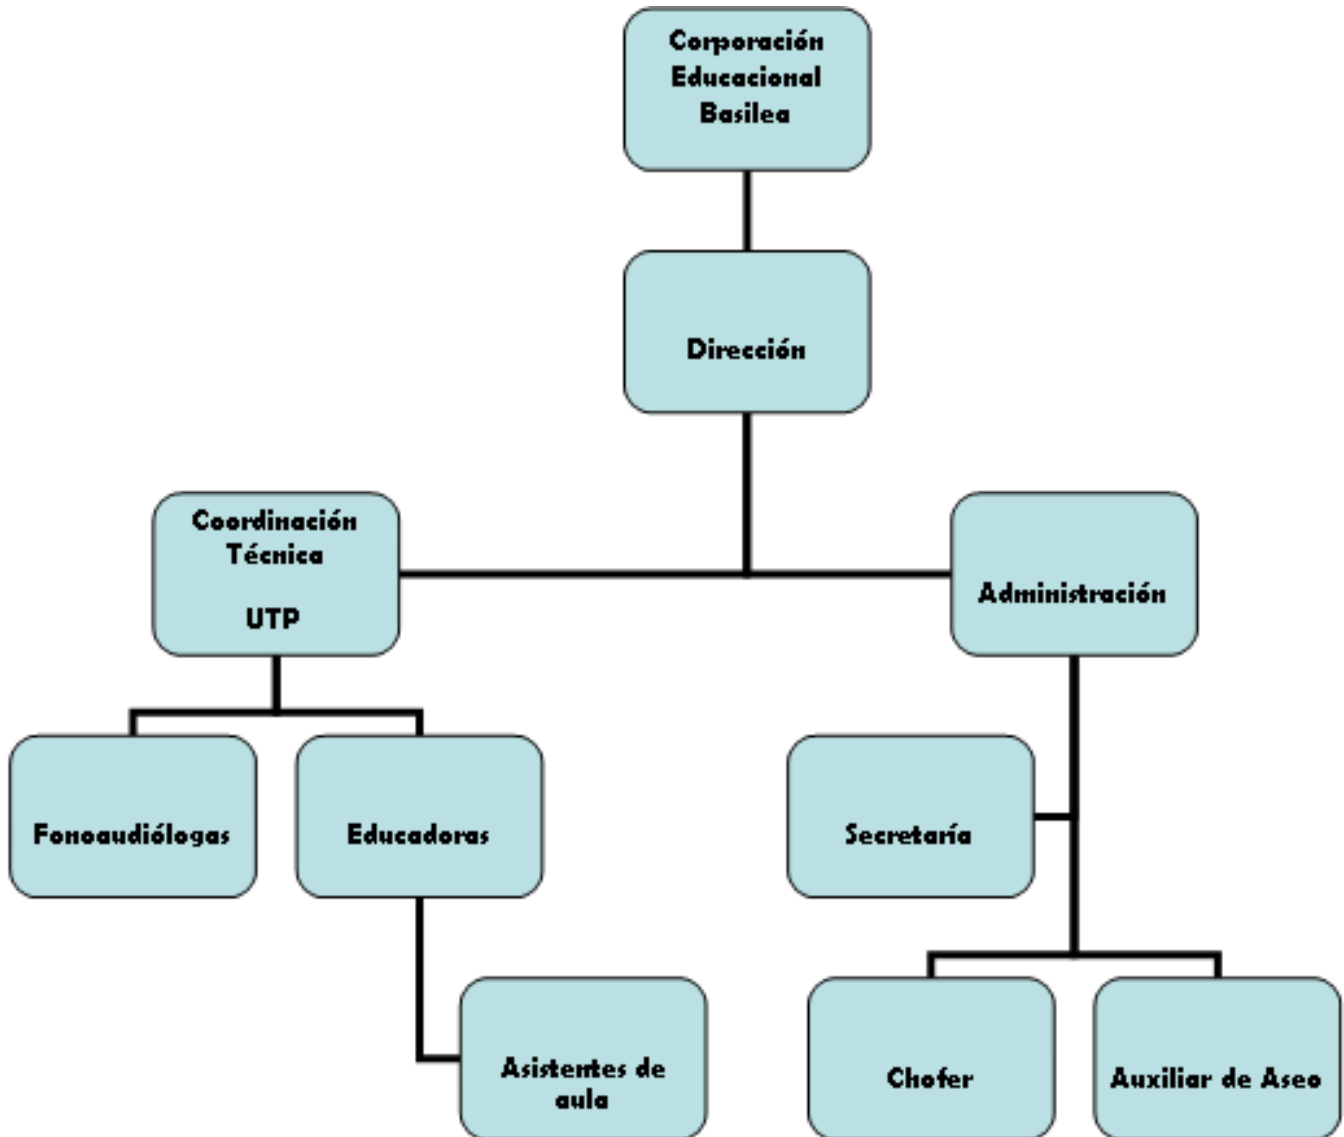 Corporación
Educacional
Basilea
Dirección
Coordinación
Técnica
UTP
Administración
Fonoaudiólogas
Educadoras
Secretaría
Asistentes de
aula
Chofer
Auxiliar de Aseo